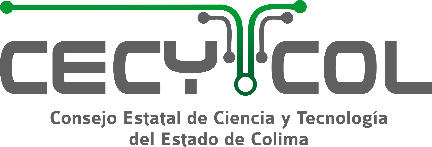 CECYTCOL
Consejo Estatal de Ciencia y Tecnología
del Estado de Colima